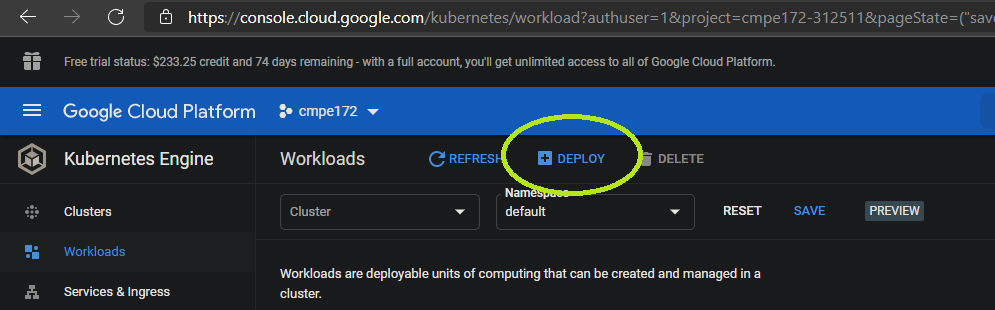 https://console.cloud.google.com/kubernetes/workload?authuser=1&project=cmpe172-312511&pageState=("save
Free trial status: $233.25 credit and 74 days remaining - with a full account, you'll get unlimited access to all of Google Cloud Platform.
Google Cloud Platform cmpe172
Kubernetes Engine Workloads REFRESH DEPLOY DELETE
Namespace
Clusters Cluster default RESET SAVE PREVIEW
Workloads
Workloads are deployable units of computing that can be created and managed in a
cluster.
Services & Ingress